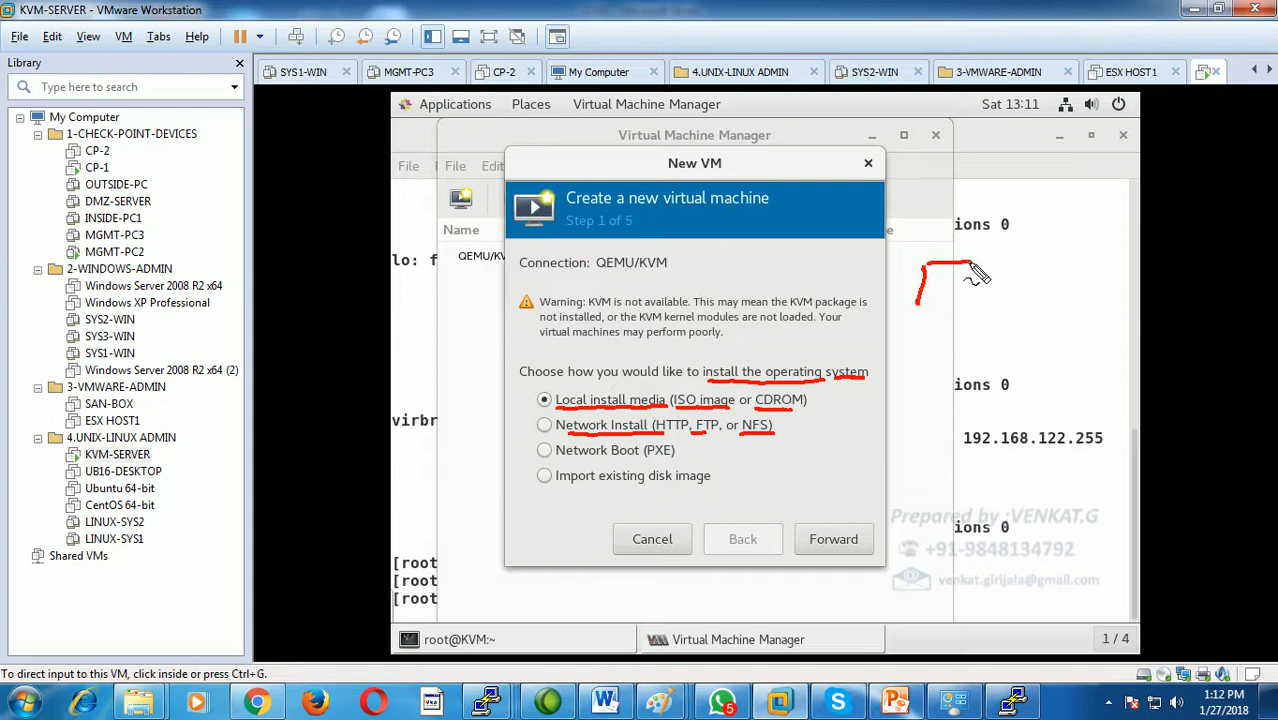 KVM-SERVER - VMware Workstation
File Edit View VM Tabs Help
Library
Type here to search
My Computer
1-CHECK-POINT-DEVICES
CP-2
CP-1
OUTSIDE-PC
DMZ-SERVER
INSIDE-PC1
MGMT-PC3
MGMT-PC2
2-WINDOWS-ADMIN
Windows Server 2008 R2 x64
Windows XP Professional
SYS2-WIN
SYS3-WIN
SYS1-WIN
Windows Server 2008 R2 x64 (2)
3-VMWARE-ADMIN
SAN-BOX
ESX HOST1
4.UNIX-LINUX ADMIN
KVM-SERVER
UB16-DESKTOP
Ubuntu 64-bit
CentOS 64-bit
LINUX-SYS2
LINUX-SYS1
Shared VMs
SYS1-WIN MGMT-PC3 CP-2 My Computer 4.UNIX-LINUX ADMIN SYS2-WIN 3-VMWARE-ADMIN ESX HOST1
Applications Places Virtual Machine Manager Sat 13:11
Virtual Machine Manager
File File Edi
New VM
Create a new virtual machine
Step 1 of 5
ions 0
Name e
lo: f QEMU/KV
Connection: QEMU/KVM
Warning: KVM is not available. This may mean the KVM package is
not installed, or the KVM kernel modules are not loaded. Your
virtual machines may perform poorly.
Choose how you would like to install the operating system
ions 0
Local install media (ISO image or CDROM)
virbr
Network Install (HTTP, FTP, or NFS)
192.168.122.255
Network Boot (PXE)
Import existing disk image
Prepared by :VENKAT.G
ions 0
Cancel Back Forward
+91-9848134792
[root
[root
venkat.girijala@gmail.com
[root
root@KVM:~ Virtual Machine Manager 1 / 4
To direct input to this VM, click inside or press Ctrl+G.
5
1:12 PM
1/27/2018